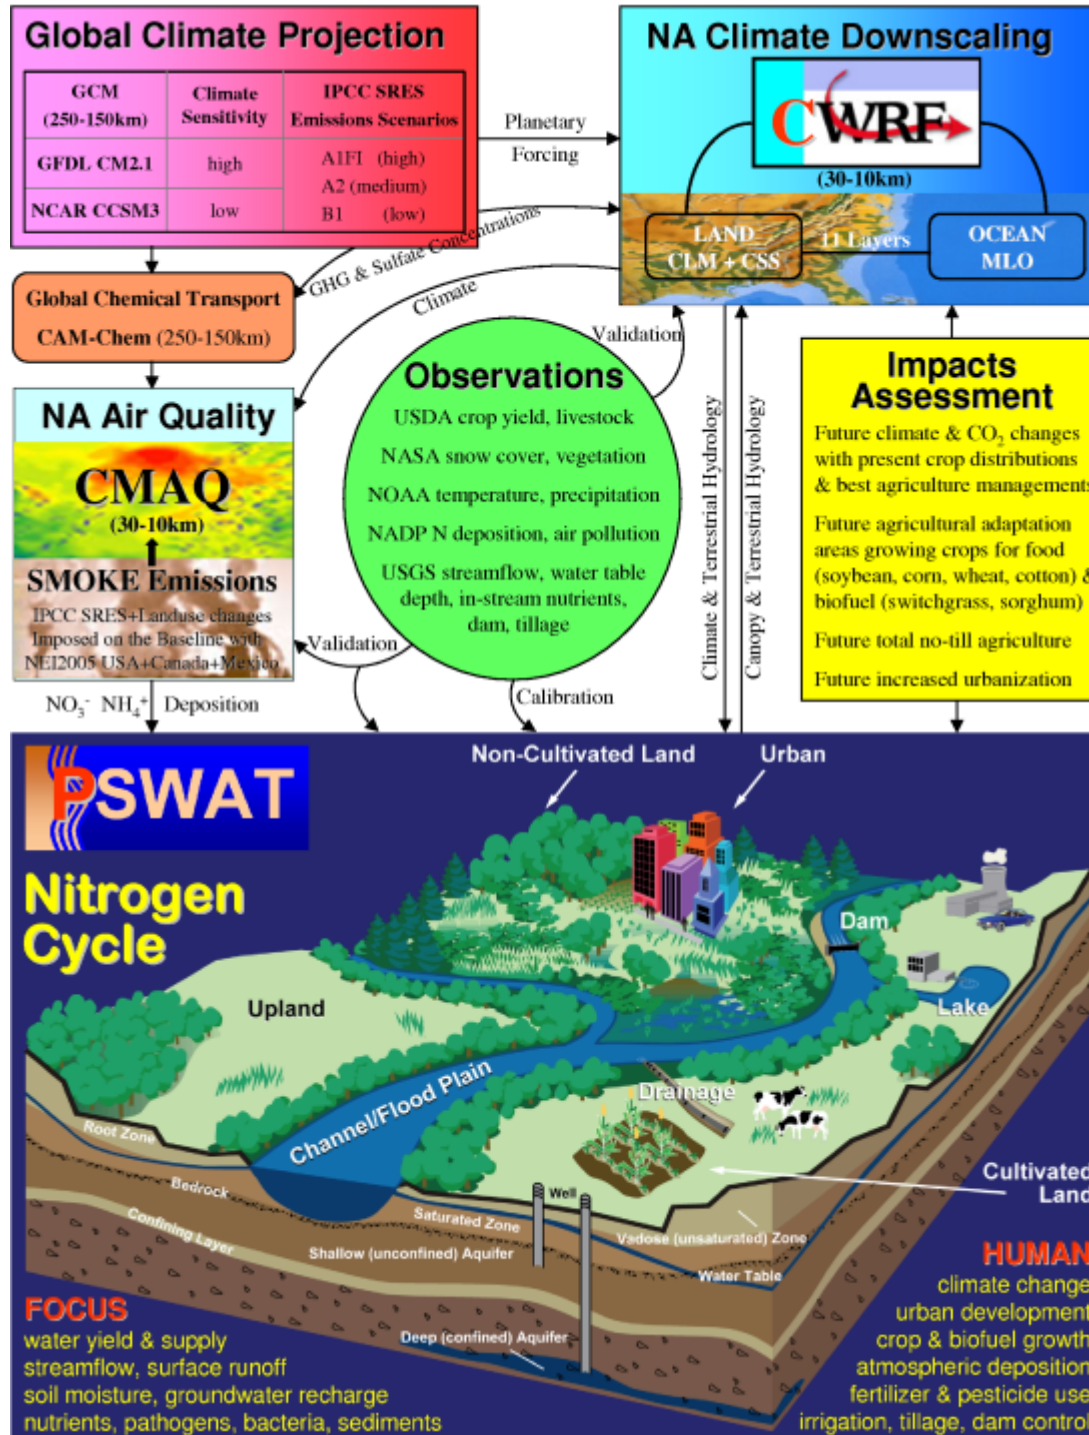 Global Climate Projection
GCM
(250-150km)
Climate
Sensitivity
IPCC SRES
Emissions Scenarios
GFDL CM2.1
high
A1FI (high)
A2 (medium)
B1 (low)
NCAR CCSM3
low
Planetary
Forcing
NA Climate Downscaling
CWRF
(30-10km)
LAND
CLM + CSS
11 Layers
OCEAN
MLO
GHG & Sulfate Concentrations
Climate
Global Chemical Transport
CAM-Chem (250-150km)
Validation
NA Air Quality
CMAQ
(30-10km)
SMOKE Emissions
IPCC SRES+Landuse changes
Imposed on the Baseline with
NEI2005 USA+Canada+Mexico
Observations
USDA crop yield, livestock
NASA snow cover, vegetation
NOAA temperature, precipitation
NADP N deposition, air pollution
USGS streamflow, water table
depth, in-stream nutrients,
dam, tillage
Climate & Terrestrial Hydrology
Canopy & Terrestrial Hydrology
Impacts
Assessment
Future climate & CO₂ changes
with present crop distributions
& best agriculture managements
Future agricultural adaptation
areas growing crops for food
(soybean, corn, wheat, cotton) &
biofuel (switchgrass, sorghum)
Future total no-till agriculture
Future increased urbanization
Validation
Calibration
NO₃⁻ NH₄⁺ Deposition
PSWAT
Nitrogen
Cycle
Non-Cultivated Land
Urban
Dam
Upland
Lake
Channel/Flood Plain
Drainage
Root Zone
Cultivated
Land
Bedrock
Well
Saturated Zone
Confining Layer
Vadose (unsaturated) Zone
Shallow (unconfined) Aquifer
Water Table
Deep (confined) Aquifer
FOCUS
water yield & supply
streamflow, surface runoff
soil moisture, groundwater recharge
nutrients, pathogens, bacteria, sediments
HUMAN
climate change
urban development
crop & biofuel growth
atmospheric deposition
fertilizer & pesticide use
irrigation, tillage, dam control